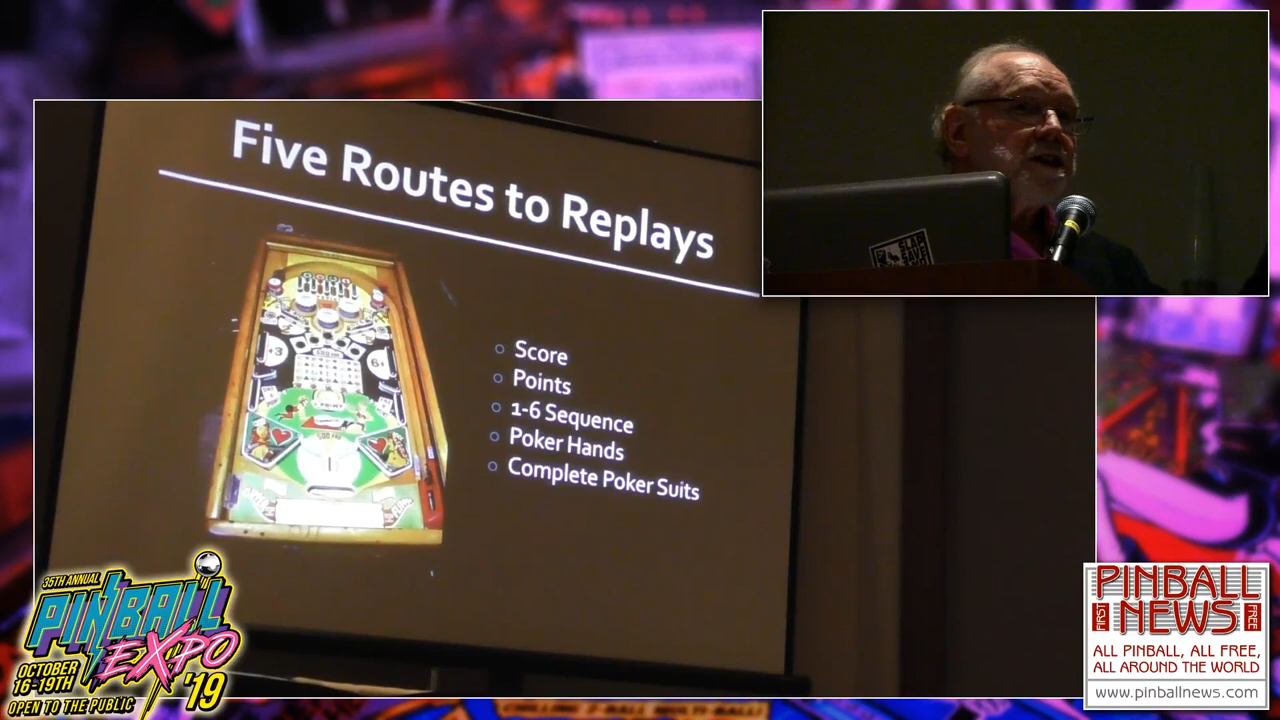 Five Routes to Replays
Score
Points
1-6 Sequence
Poker Hands
Complete Poker Suits
35TH ANNUAL
PINBALL
EXPO
OCTOBER
16-19TH
'19
OPEN TO THE PUBLIC
PINBALL
FIRST
NEWS
FREE
ALL PINBALL, ALL FREE,
ALL AROUND THE WORLD
www.pinballnews.com